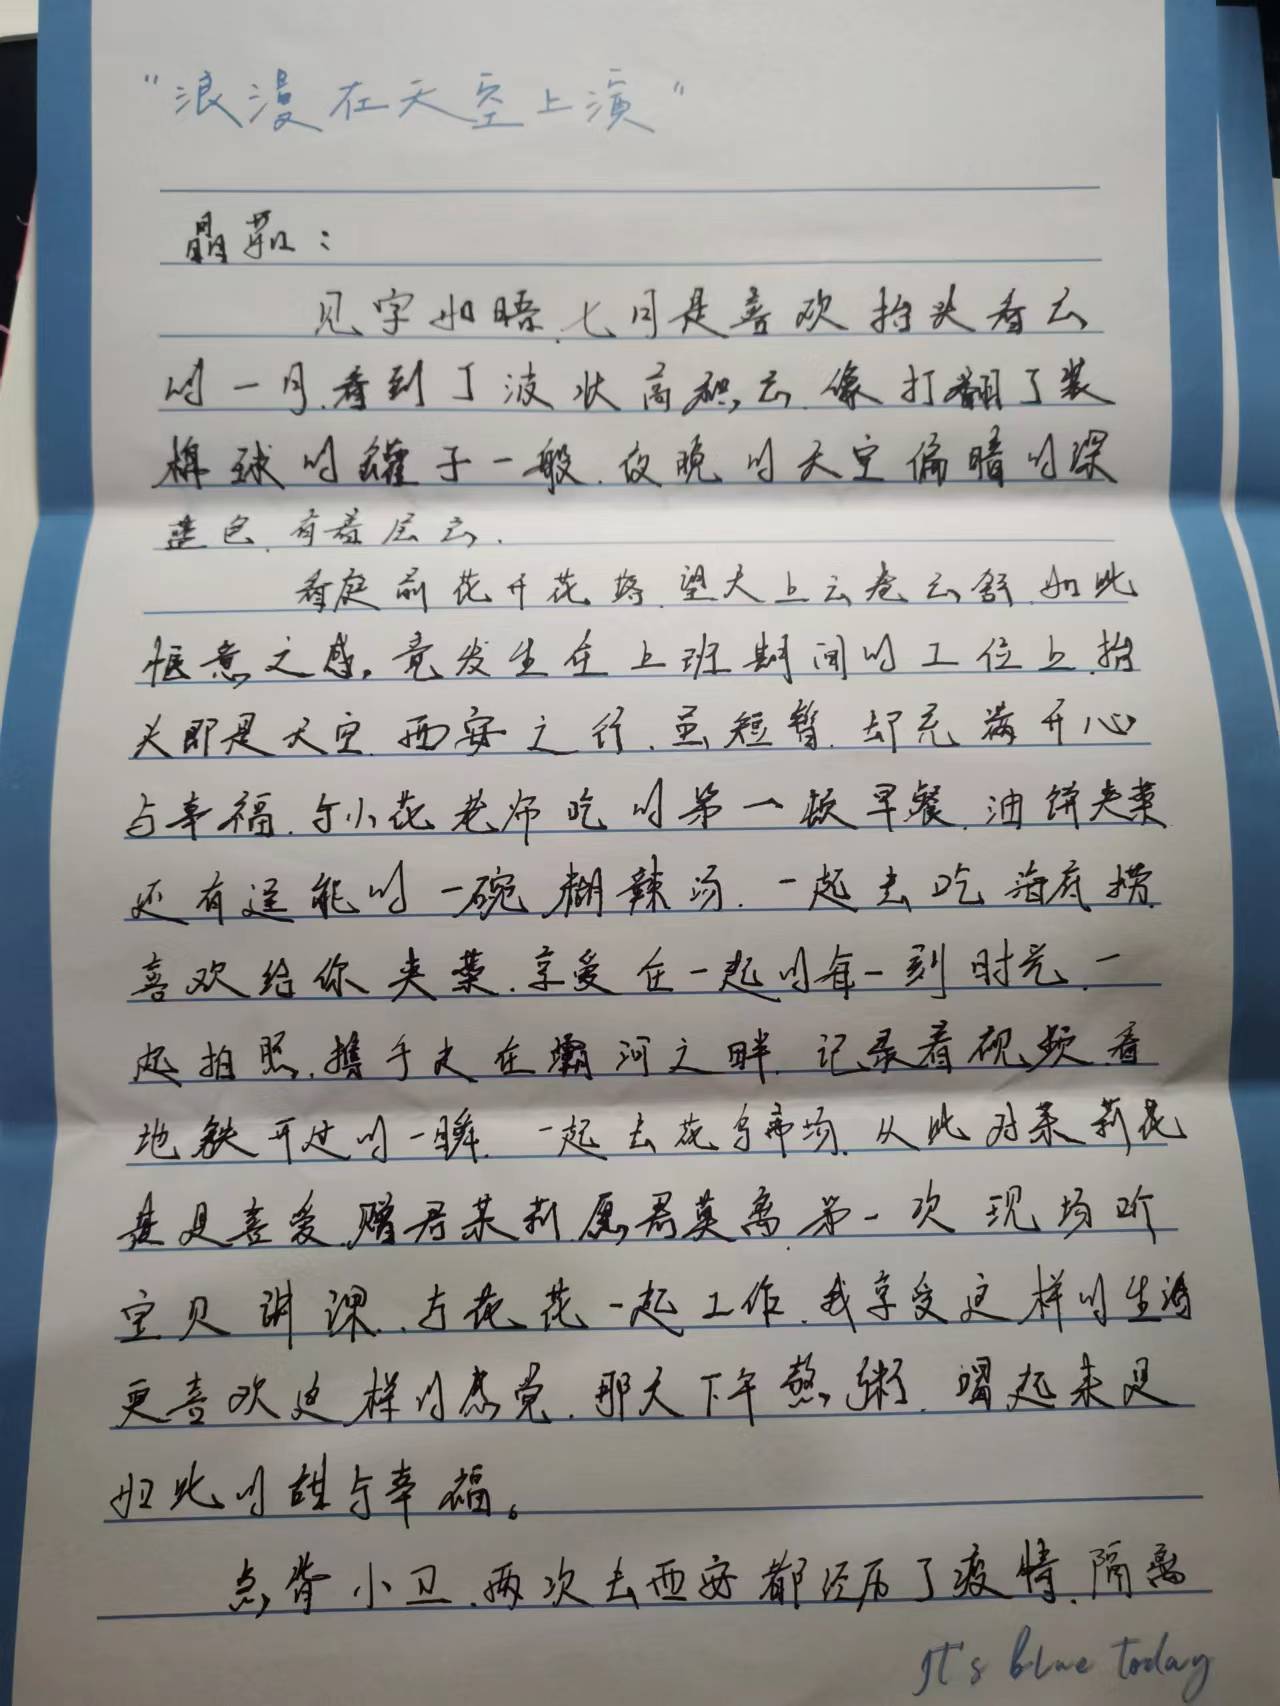 “浪漫在天空上演”
晶茹：
见字如晤，七月是喜欢抬头看云
的一月，看到了波状高积云，像打翻了装
棉球的罐子一般，夜晚的天空偏暗的深
蓝色，有着层云.
看庭前花开花落，望天上云卷云舒，如此
惬意之感，竟发生在上班期间的工位上，抬
头即是天空，西安之行，虽短暂，却充满开心
与幸福，与小花老师吃的第一顿早餐，油饼夹菜
还有逞能的一碗糊辣汤，一起去吃海底捞，
喜欢给你夹菜，享受在一起的每一刻时光，一
起拍照，携手走在灞河之畔，记录着视频，看
地铁开过的一瞬，一起去花鸟市场，从此对茉莉花
甚是喜爱，赠君茉莉，愿君莫离，第一次现场听
宝贝讲课，与花花一起工作，我享受这样的生活
更喜欢这样的感觉，那天下午熬粥，喝起来是
如此的甜与幸福。
点背小卫，两次去西安都经历了疫情，隔离
It's blue today